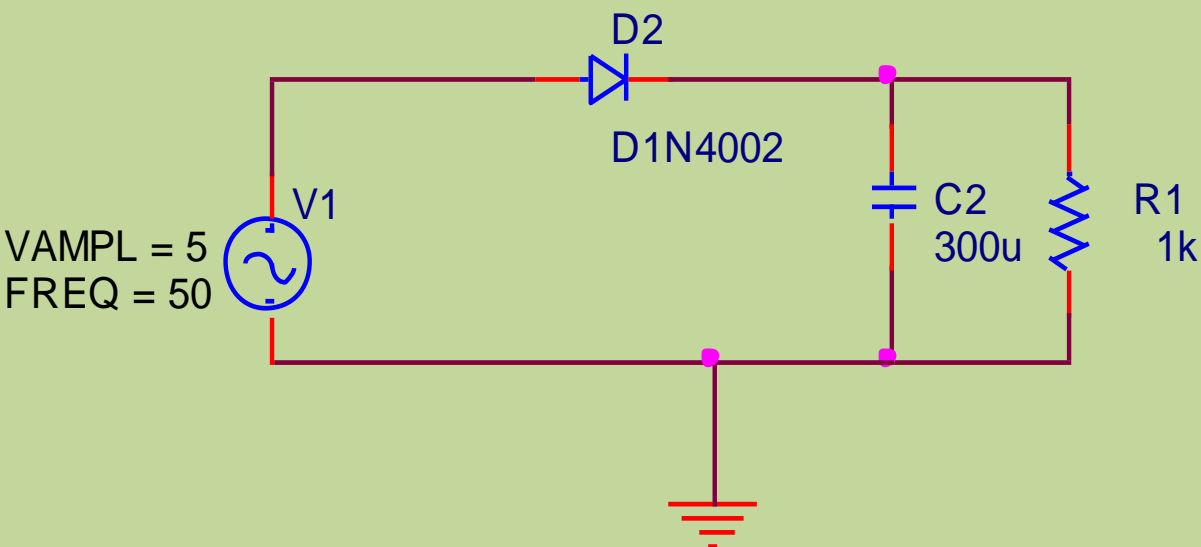 D2
D1N4002
V1
VAMPL = 5
FREQ = 50
C2
300u
R1
1k